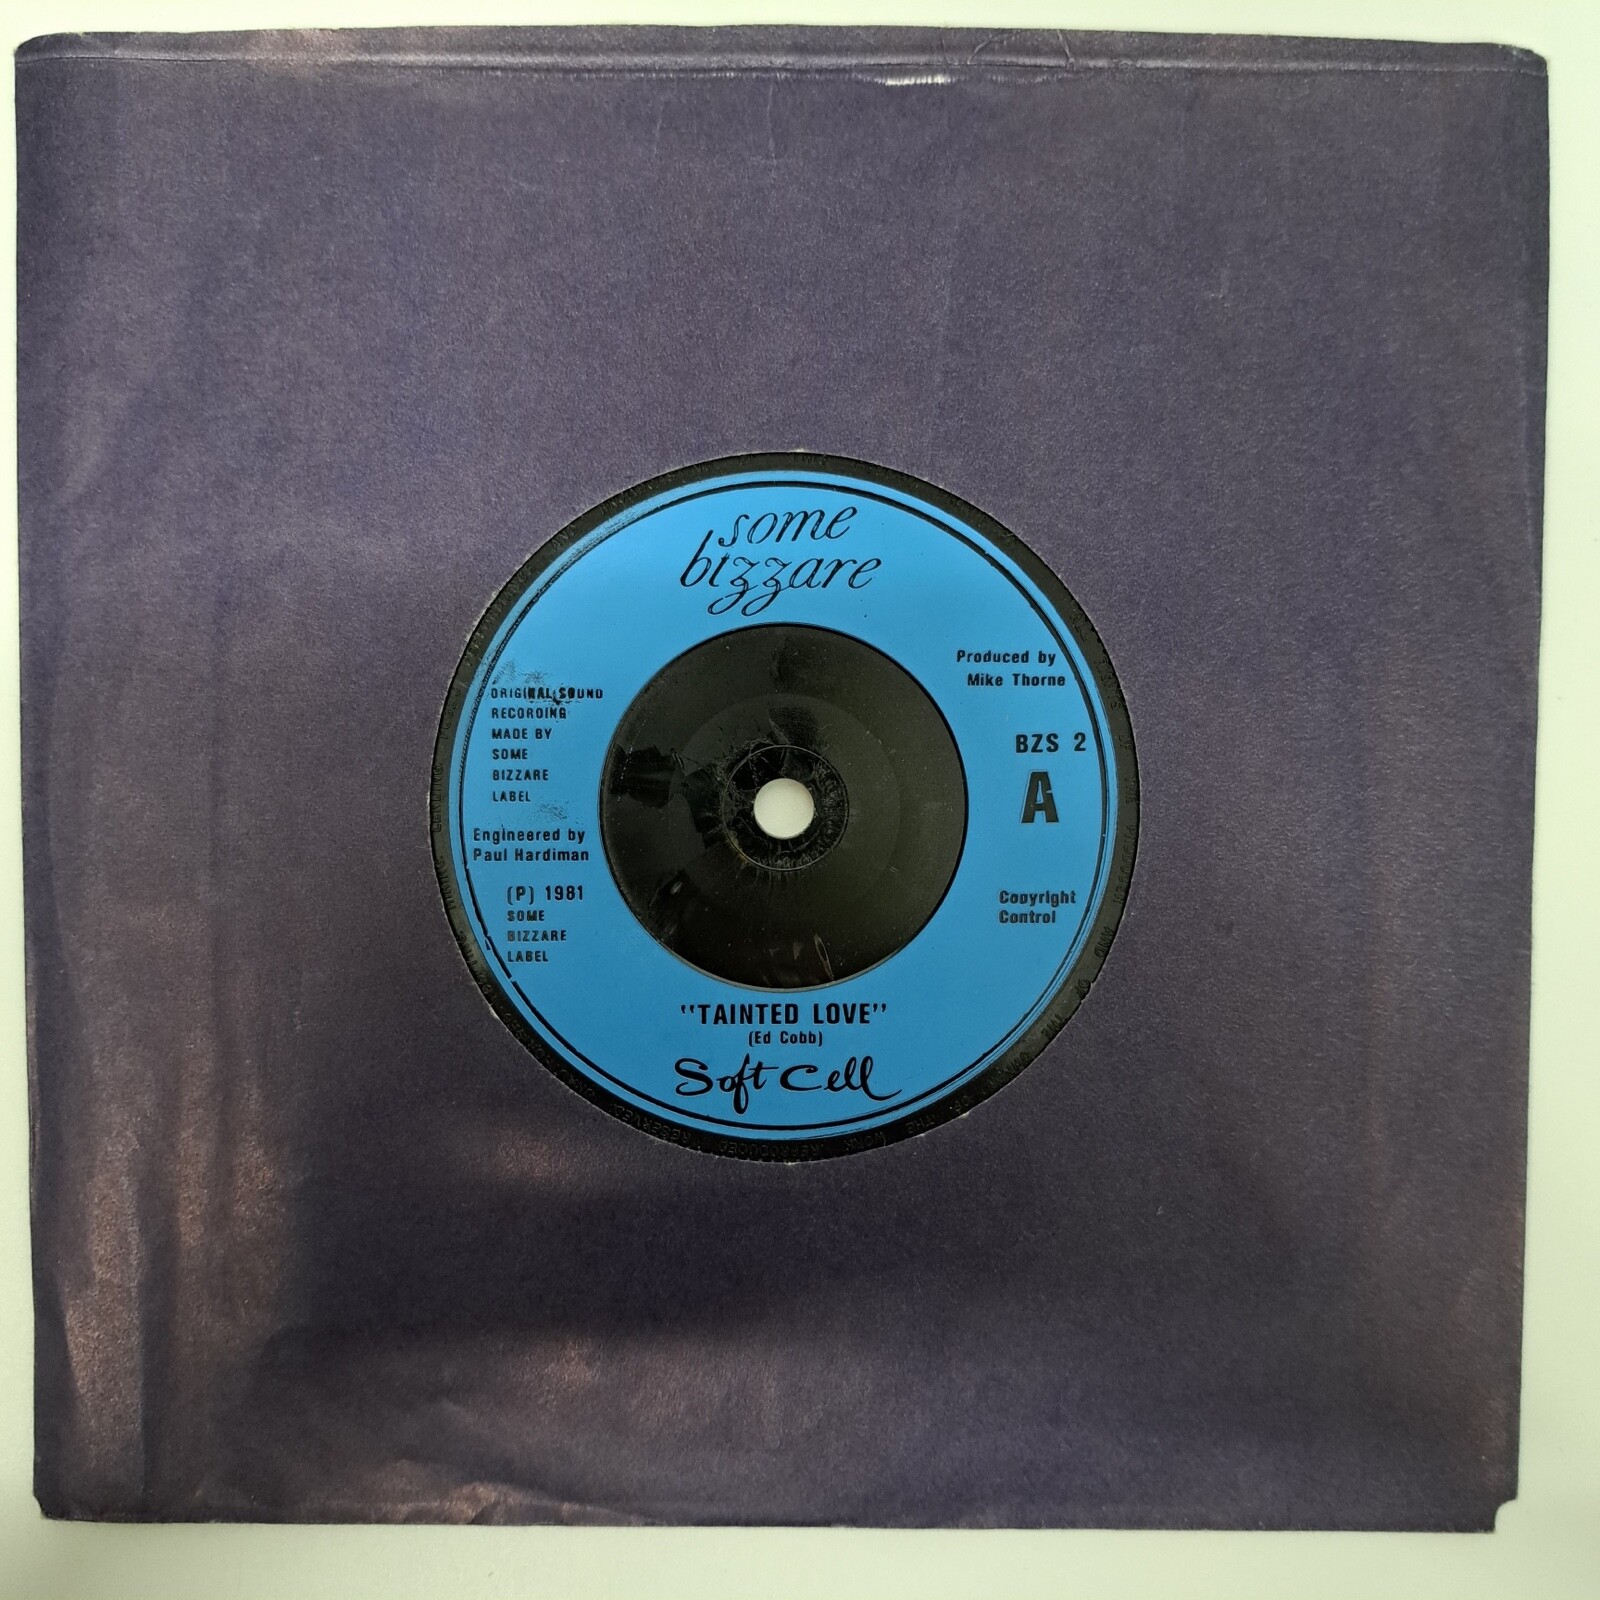 some
bizzare
Produced by
Mike Thorne
ORIGINAL SOUND
RECORDING
MADE BY
SOME
BIZZARE
LABEL
BZS 2
A
Engineered by
Paul Hardiman
(P) 1981
SOME
BIZZARE
LABEL
Copyright
Control
"TAINTED LOVE"
(Ed Cobb)
Soft Cell